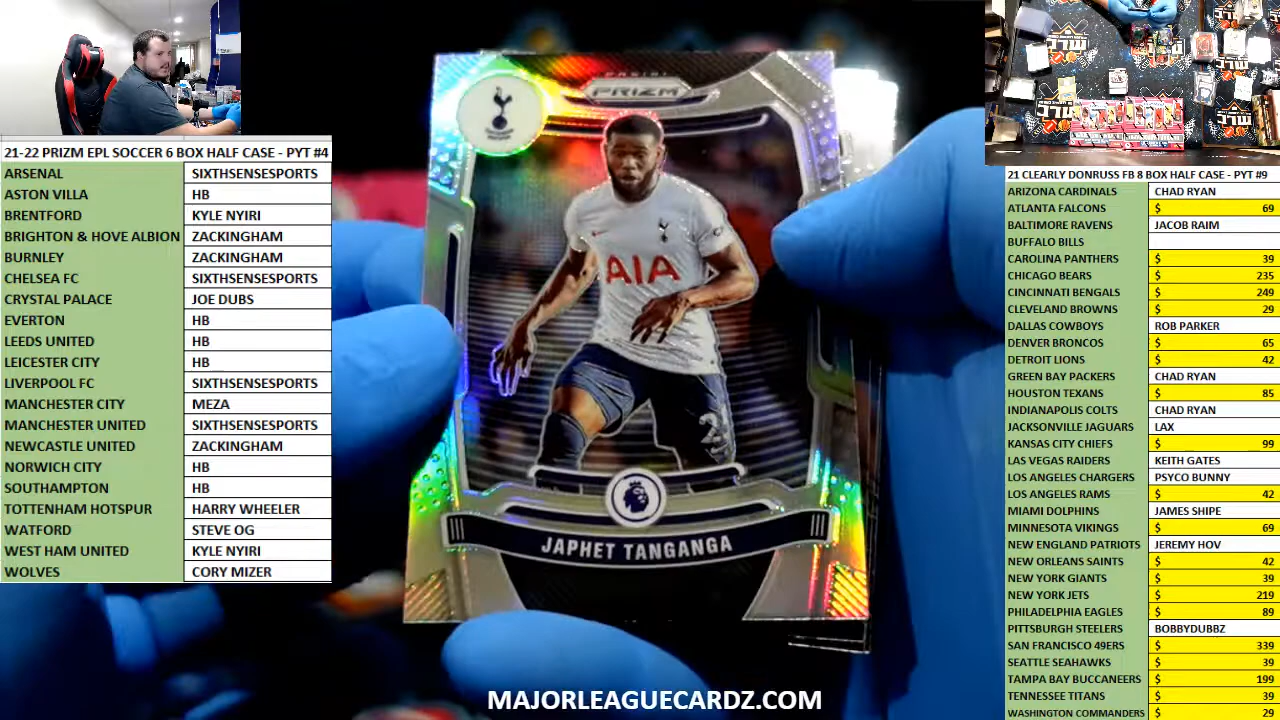 21-22 PRIZM EPL SOCCER 6 BOX HALF CASE - PYT #4
ARSENAL SIXTHSENSESPORTS
ASTON VILLA HB
BRENTFORD KYLE NYIRI
BRIGHTON & HOVE ALBION ZACKINGHAM
BURNLEY ZACKINGHAM
CHELSEA FC SIXTHSENSESPORTS
CRYSTAL PALACE JOE DUBS
EVERTON HB
LEEDS UNITED HB
LEICESTER CITY HB
LIVERPOOL FC SIXTHSENSESPORTS
MANCHESTER CITY MEZA
MANCHESTER UNITED SIXTHSENSESPORTS
NEWCASTLE UNITED ZACKINGHAM
NORWICH CITY HB
SOUTHAMPTON HB
TOTTENHAM HOTSPUR HARRY WHEELER
WATFORD STEVE OG
WEST HAM UNITED KYLE NYIRI
WOLVES CORY MIZER
PANINI
PRIZM
AIA
2
JAPHET TANGANGA
MAJORLEAGUECARDZ.COM
21 CLEARLY DONRUSS FB 8 BOX HALF CASE - PYT #9
ARIZONA CARDINALS CHAD RYAN
ATLANTA FALCONS $ 69
BALTIMORE RAVENS JACOB RAIM
BUFFALO BILLS
CAROLINA PANTHERS $ 39
CHICAGO BEARS $ 235
CINCINNATI BENGALS $ 249
CLEVELAND BROWNS $ 29
DALLAS COWBOYS ROB PARKER
DENVER BRONCOS $ 65
DETROIT LIONS $ 42
GREEN BAY PACKERS CHAD RYAN
HOUSTON TEXANS $ 85
INDIANAPOLIS COLTS CHAD RYAN
JACKSONVILLE JAGUARS LAX
KANSAS CITY CHIEFS $ 99
LAS VEGAS RAIDERS KEITH GATES
LOS ANGELES CHARGERS PSYCO BUNNY
LOS ANGELES RAMS $ 42
MIAMI DOLPHINS JAMES SHIPE
MINNESOTA VIKINGS $ 69
NEW ENGLAND PATRIOTS JEREMY HOV
NEW ORLEANS SAINTS $ 42
NEW YORK GIANTS $ 39
NEW YORK JETS $ 219
PHILADELPHIA EAGLES $ 89
PITTSBURGH STEELERS BOBBYDUBBZ
SAN FRANCISCO 49ERS $ 339
SEATTLE SEAHAWKS $ 39
TAMPA BAY BUCCANEERS $ 199
TENNESSEE TITANS $ 39
WASHINGTON COMMANDERS $ 29